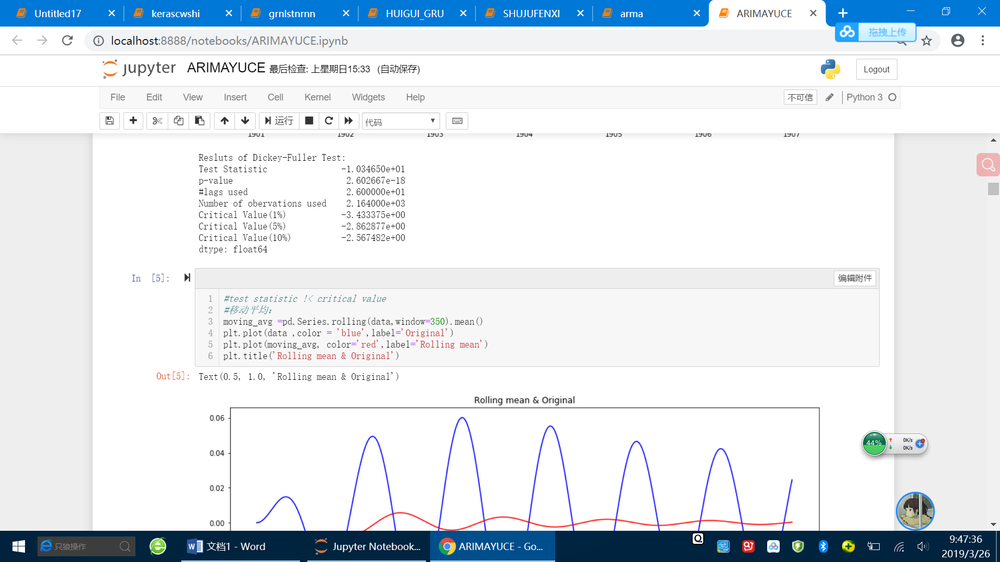 Untitled17
kerascwshi
grnlstnrnn
HUIGUI_GRU
SHUJUFENXI
arma
ARIMAYUCE
拖拽上传
localhost:8888/notebooks/ARIMAYUCE.ipynb
jupyter
ARIMAYUCE 最后检查: 上星期日15:33 (自动保存)
Logout
File Edit View Insert Cell Kernel Widgets Help
不可信
Python 3
运行
代码
1901 1902 1903 1904 1905 1906 1907
Resluts of Dickey-Fuller Test:
Test Statistic -1.034650e+01
p-value 2.602667e-18
#lags used 2.600000e+01
Number of obervations used 2.164000e+03
Critical Value(1%) -3.433375e+00
Critical Value(5%) -2.862877e+00
Critical Value(10%) -2.567482e+00
dtype: float64
In [5]:
编辑附件
1 #test statistic !< critical value
2 #移动平均：
3 moving_avg =pd.Series.rolling(data,window=350).mean()
4 plt.plot(data ,color = 'blue',label='Original')
5 plt.plot(moving_avg, color='red',label='Rolling mean')
6 plt.title('Rolling mean & Original')
Out[5]: Text(0.5, 1.0, 'Rolling mean & Original')
Rolling mean & Original
0.06
0.04
0.02
0.00
44%
0K/s
0K/s
只狼操作
文档1 - Word
Jupyter Notebook...
ARIMAYUCE - Go...
9:47:36
2019/3/26